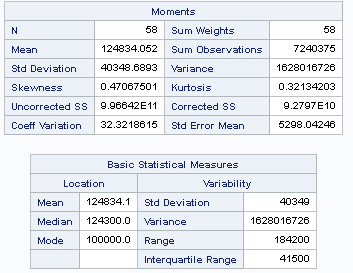 Moments
N 58 Sum Weights 58
Mean 124834.052 Sum Observations 7240375
Std Deviation 40348.6893 Variance 1628016726
Skewness 0.47067501 Kurtosis 0.32134203
Uncorrected SS 9.96642E11 Corrected SS 9.2797E10
Coeff Variation 32.3218615 Std Error Mean 5298.04246
Basic Statistical Measures
Location Variability
Mean 124834.1 Std Deviation 40349
Median 124300.0 Variance 1628016726
Mode 100000.0 Range 184200
Interquartile Range 41500